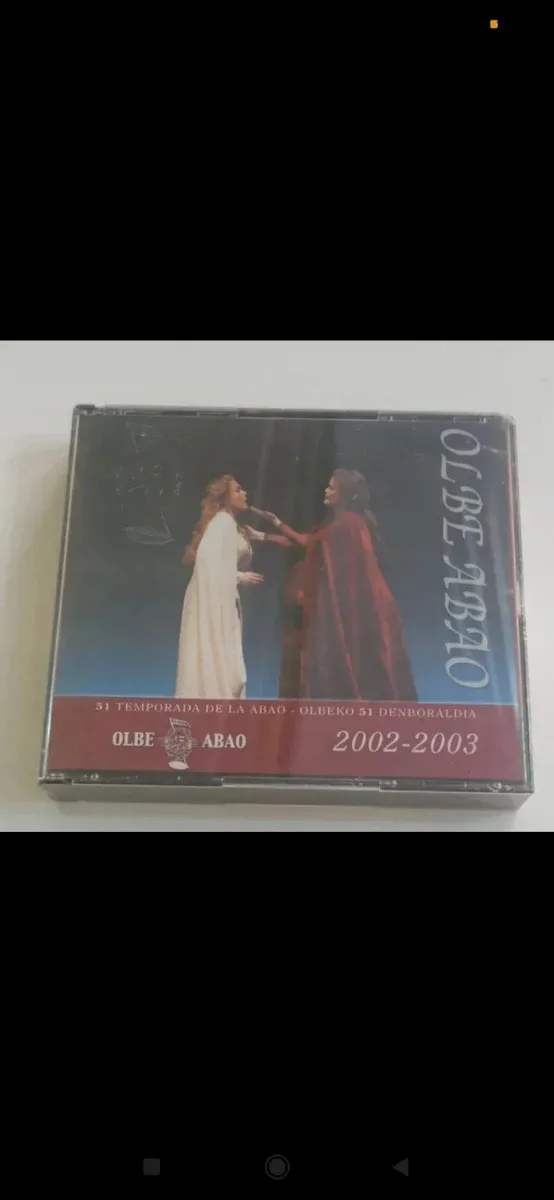 OLBE ABAO
51 TEMPORADA DE LA ABAO - OLBEKO 51 DENBORALDIA
OLBE ABAO
2002-2003